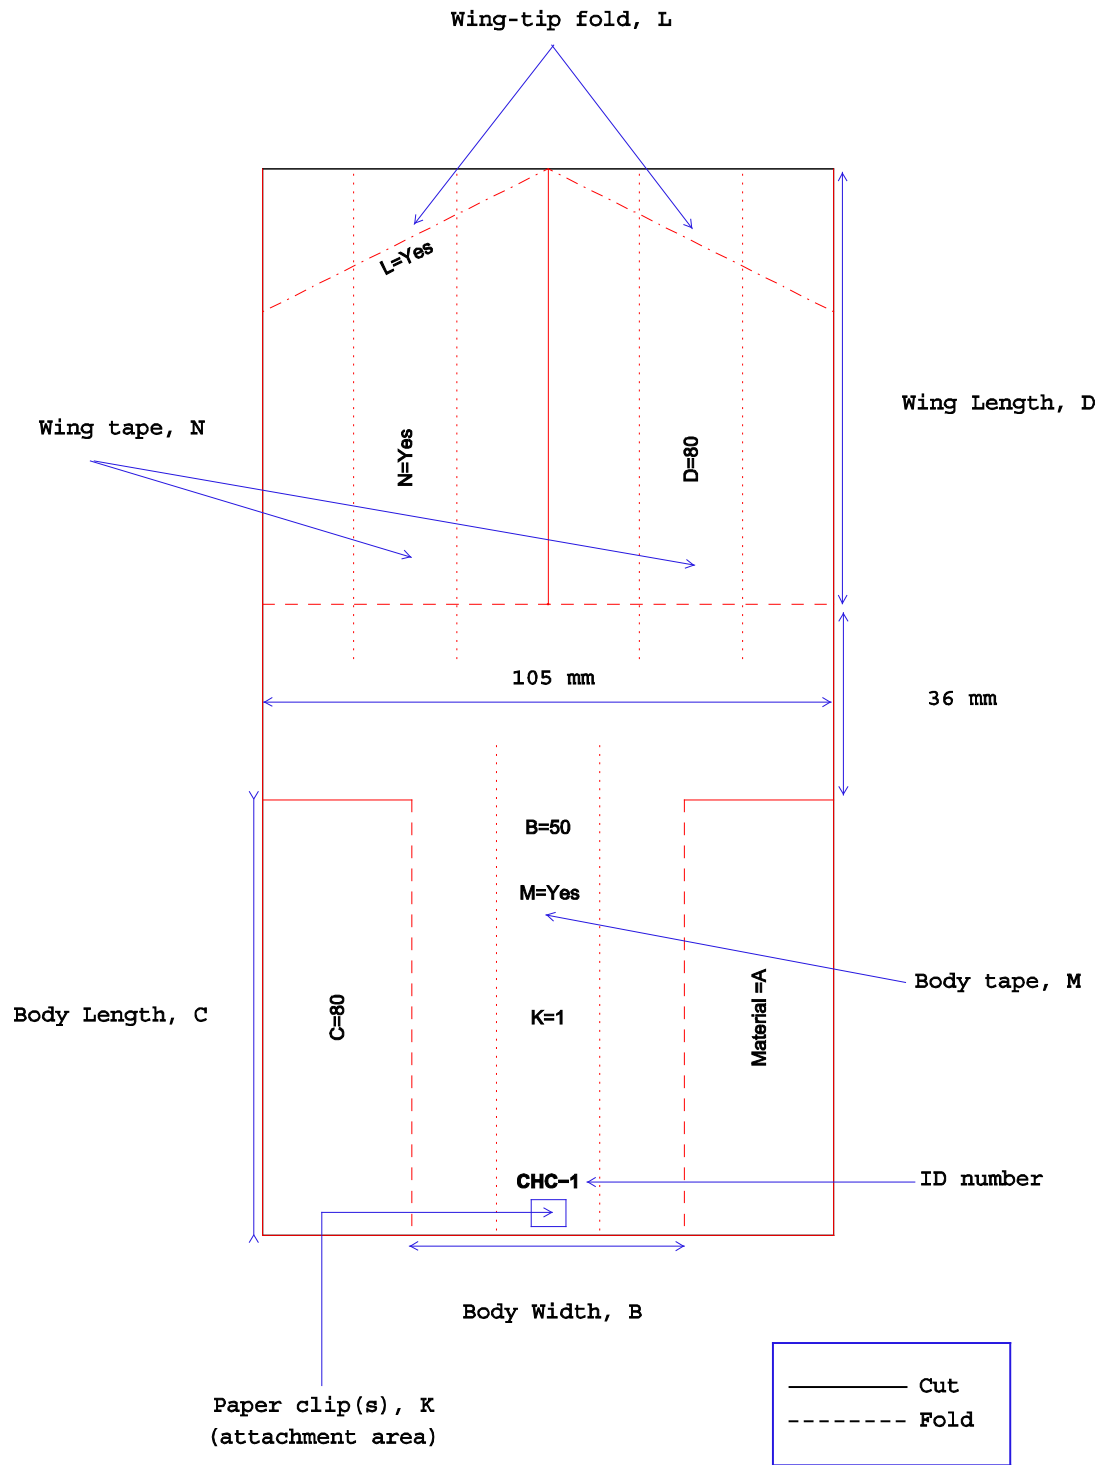 Wing-tip fold, L
L=Yes
Wing Length, D
Wing tape, N
N=Yes
D=80
105 mm
36 mm
B=50
M=Yes
Body tape, M
Body Length, C
C=80
K=1
Material =A
CHC−1
ID number
Body Width, B
Paper clip(s), K
(attachment area)
Cut
Fold